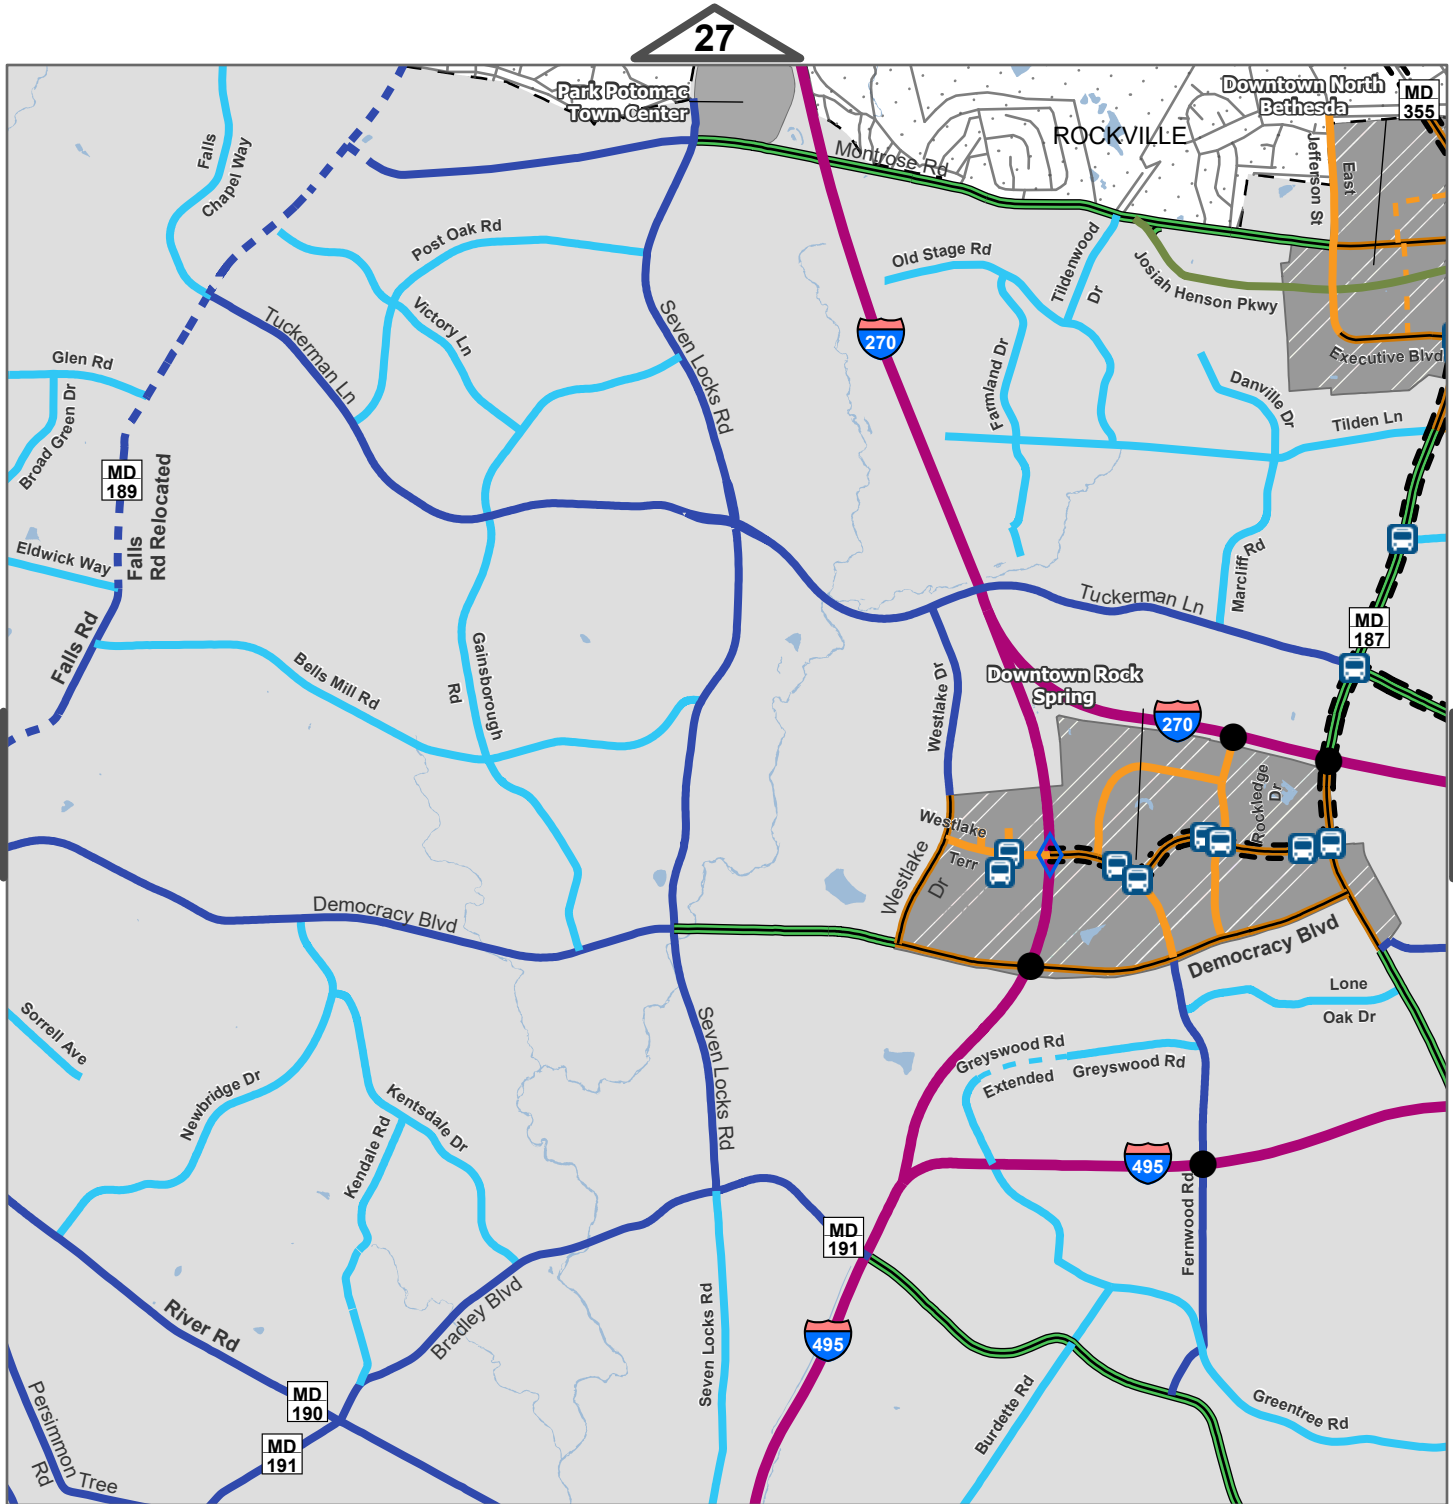 27
Park Potomac
Town Center
Downtown North
Bethesda
MD
355
ROCKVILLE
Montrose Rd
Falls
Chapel Way
East
Jefferson St
Post Oak Rd
Old Stage Rd
Tildenwood
Dr
Josiah Henson Pkwy
Victory Ln
Tuckerman Ln
Seven Locks Rd
270
Executive Blvd
Glen Rd
Broad Green Dr
Farmland Dr
Danville Dr
Tilden Ln
MD
189
Falls
Rd Relocated
Eldwick Way
Marcliff Rd
Tuckerman Ln
MD
187
Falls Rd
Bells Mill Rd
Gainsborough
Rd
Westlake Dr
Downtown Rock
Spring
270
Rockledge
Dr
Westlake
Terr
Westlake
Dr
Democracy Blvd
Democracy Blvd
Lone
Oak Dr
Sorrell Ave
Seven Locks Rd
Greyswood Rd
Extended
Greyswood Rd
Newbridge Dr
Kentsdale Dr
Kendale Rd
495
Fernwood Rd
MD
191
River Rd
Bradley Blvd
Seven Locks Rd
495
MD
190
MD
191
Persimmon Tree
Rd
Burdette Rd
Greentree Rd